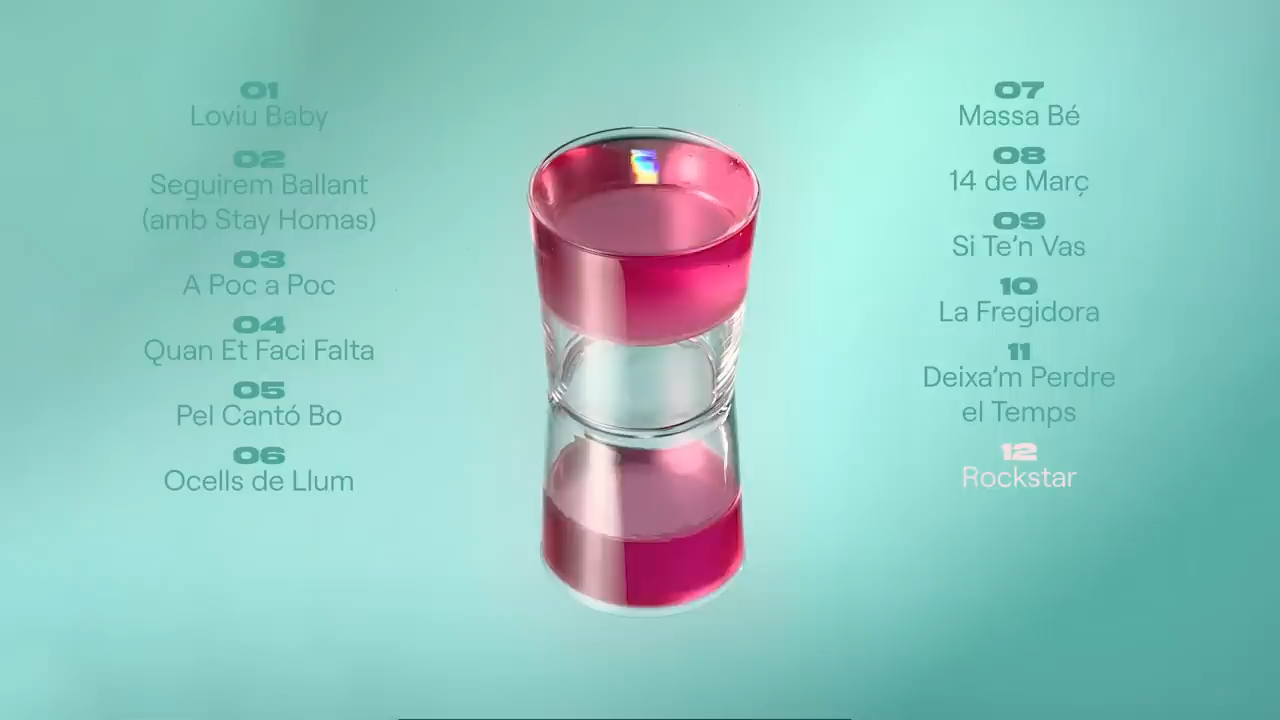 01
Loviu Baby
02
Seguirem Ballant
(amb Stay Homas)
03
A Poc a Poc
04
Quan Et Faci Falta
05
Pel Cantó Bo
06
Ocells de Llum
07
Massa Bé
08
14 de Març
09
Si Te’n Vas
10
La Fregidora
11
Deixa’m Perdre
el Temps
12
Rockstar